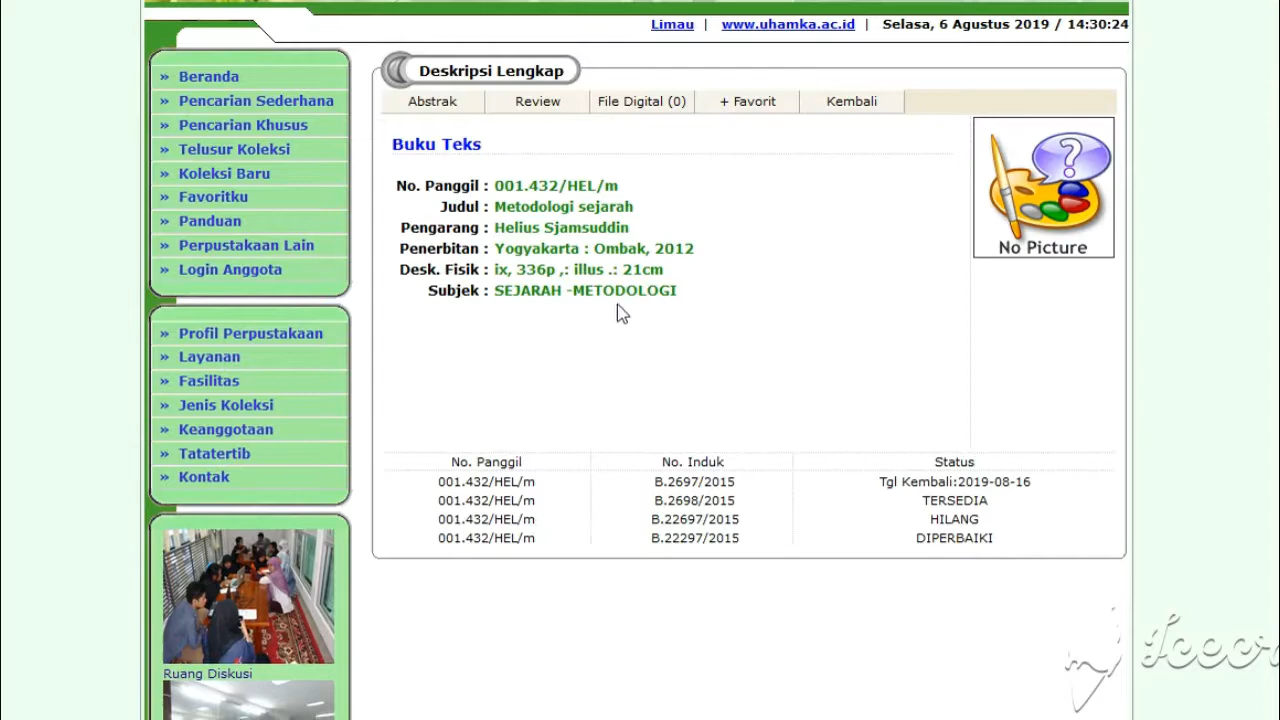 Limau | www.uhamka.ac.id | Selasa, 6 Agustus 2019 / 14:30:24
» Beranda
» Pencarian Sederhana
» Pencarian Khusus
» Telusur Koleksi
» Koleksi Baru
» Favoritku
» Panduan
» Perpustakaan Lain
» Login Anggota
» Profil Perpustakaan
» Layanan
» Fasilitas
» Jenis Koleksi
» Keanggotaan
» Tatatertib
» Kontak
Ruang Diskusi
Deskripsi Lengkap
Abstrak Review File Digital (0) + Favorit Kembali
Buku Teks
No. Panggil : 001.432/HEL/m
Judul : Metodologi sejarah
Pengarang : Helius Sjamsuddin
Penerbitan : Yogyakarta : Ombak, 2012
Desk. Fisik : ix, 336p ,: illus .: 21cm
Subjek : SEJARAH -METODOLOGI
?
No Picture
No. Panggil No. Induk Status
001.432/HEL/m B.2697/2015 Tgl Kembali:2019-08-16
001.432/HEL/m B.2698/2015 TERSEDIA
001.432/HEL/m B.22697/2015 HILANG
001.432/HEL/m B.22297/2015 DIPERBAIKI